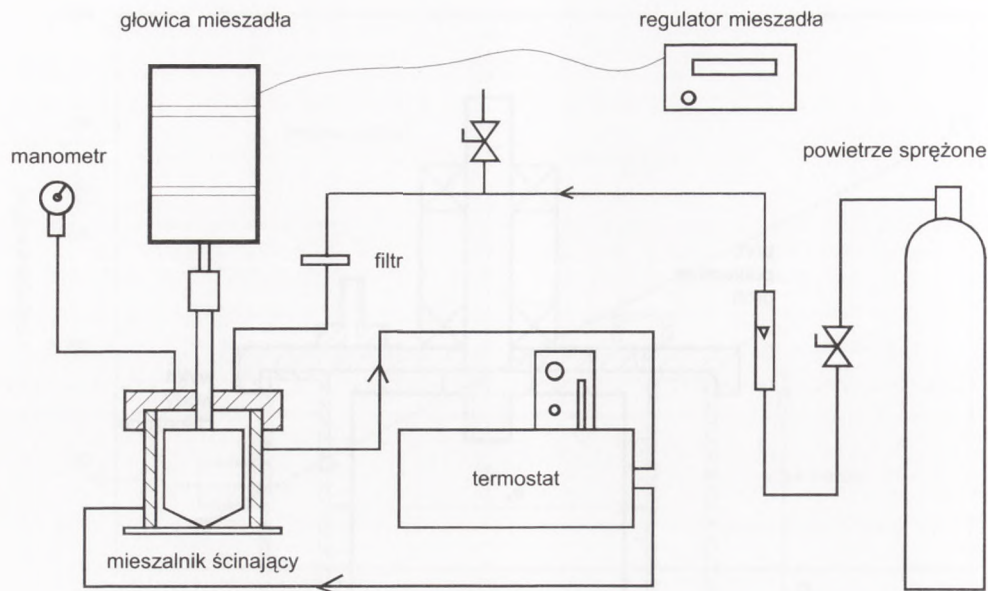 głowica mieszadła
regulator mieszadła
manometr
powietrze sprężone
filtr
termostat
mieszalnik ścinający